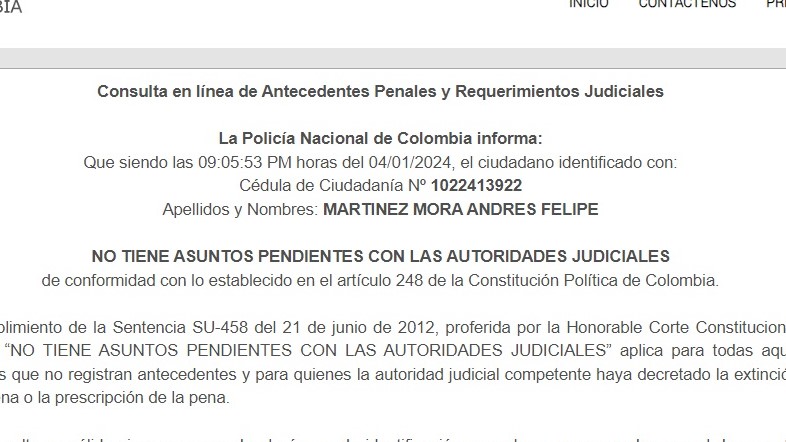 BIA
INICIO CONTÁCTENOS
Consulta en línea de Antecedentes Penales y Requerimientos Judiciales
La Policía Nacional de Colombia informa:
Que siendo las 09:05:53 PM horas del 04/01/2024, el ciudadano identificado con:
Cédula de Ciudadanía Nº 1022413922
Apellidos y Nombres: MARTINEZ MORA ANDRES FELIPE
NO TIENE ASUNTOS PENDIENTES CON LAS AUTORIDADES JUDICIALES
de conformidad con lo establecido en el artículo 248 de la Constitución Política de Colombia.
plimiento de la Sentencia SU-458 del 21 de junio de 2012, proferida por la Honorable Corte Constitucion
“NO TIENE ASUNTOS PENDIENTES CON LAS AUTORIDADES JUDICIALES” aplica para todas aqu
s que no registran antecedentes y para quienes la autoridad judicial competente haya decretado la extinci
ena o la prescripción de la pena.